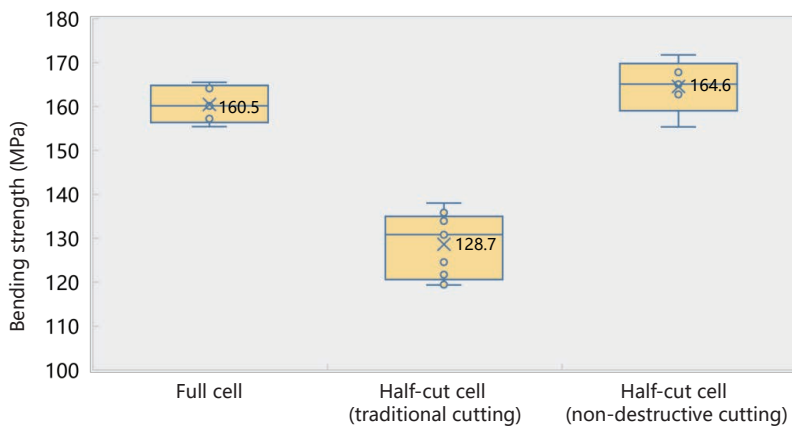 Bending strength (MPa)
180
170
160
150
140
130
120
110
100
160.5
128.7
164.6
Full cell
Half-cut cell
(traditional cutting)
Half-cut cell
(non-destructive cutting)